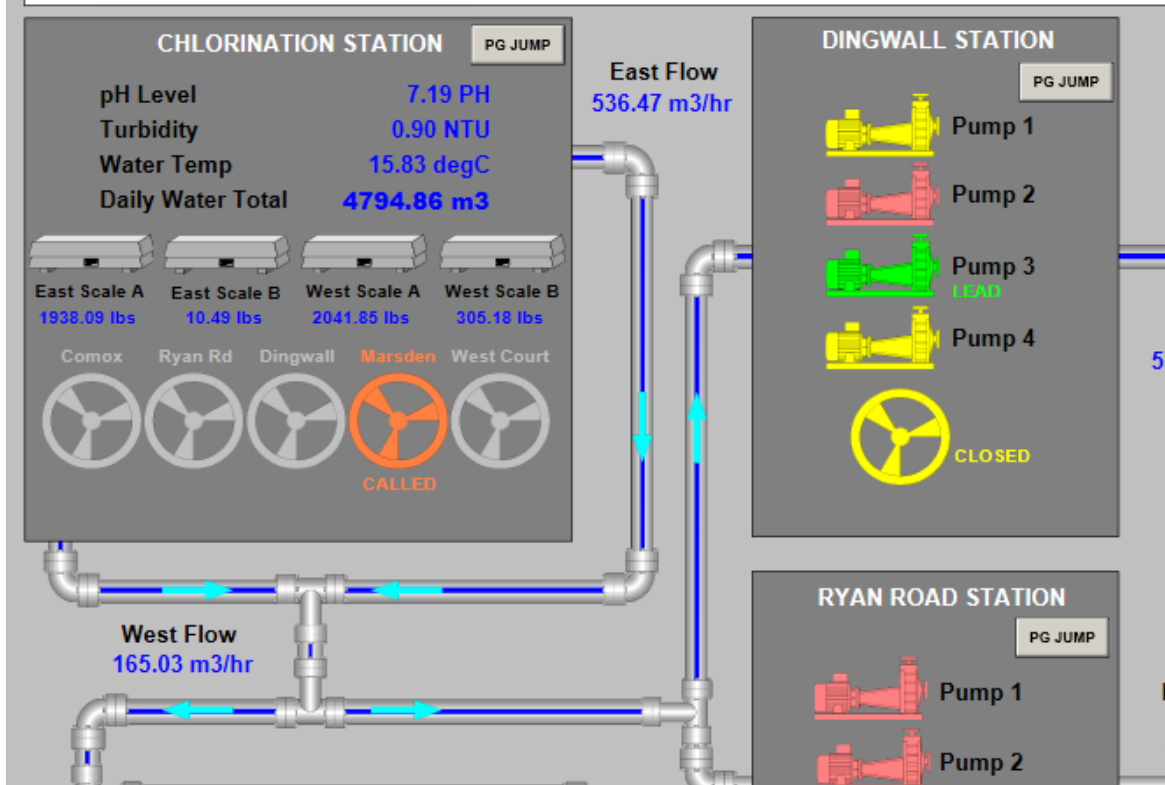 CHLORINATION STATION
PG JUMP
pH Level 7.19 PH
Turbidity 0.90 NTU
Water Temp 15.83 degC
Daily Water Total 4794.86 m3
East Scale A East Scale B West Scale A West Scale B
1938.09 lbs 10.49 lbs 2041.85 lbs 305.18 lbs
Comox Ryan Rd Dingwall Marsden West Court
CALLED
East Flow
536.47 m3/hr
West Flow
165.03 m3/hr
DINGWALL STATION
PG JUMP
Pump 1
Pump 2
Pump 3
LEAD
Pump 4
CLOSED
RYAN ROAD STATION
PG JUMP
Pump 1
Pump 2